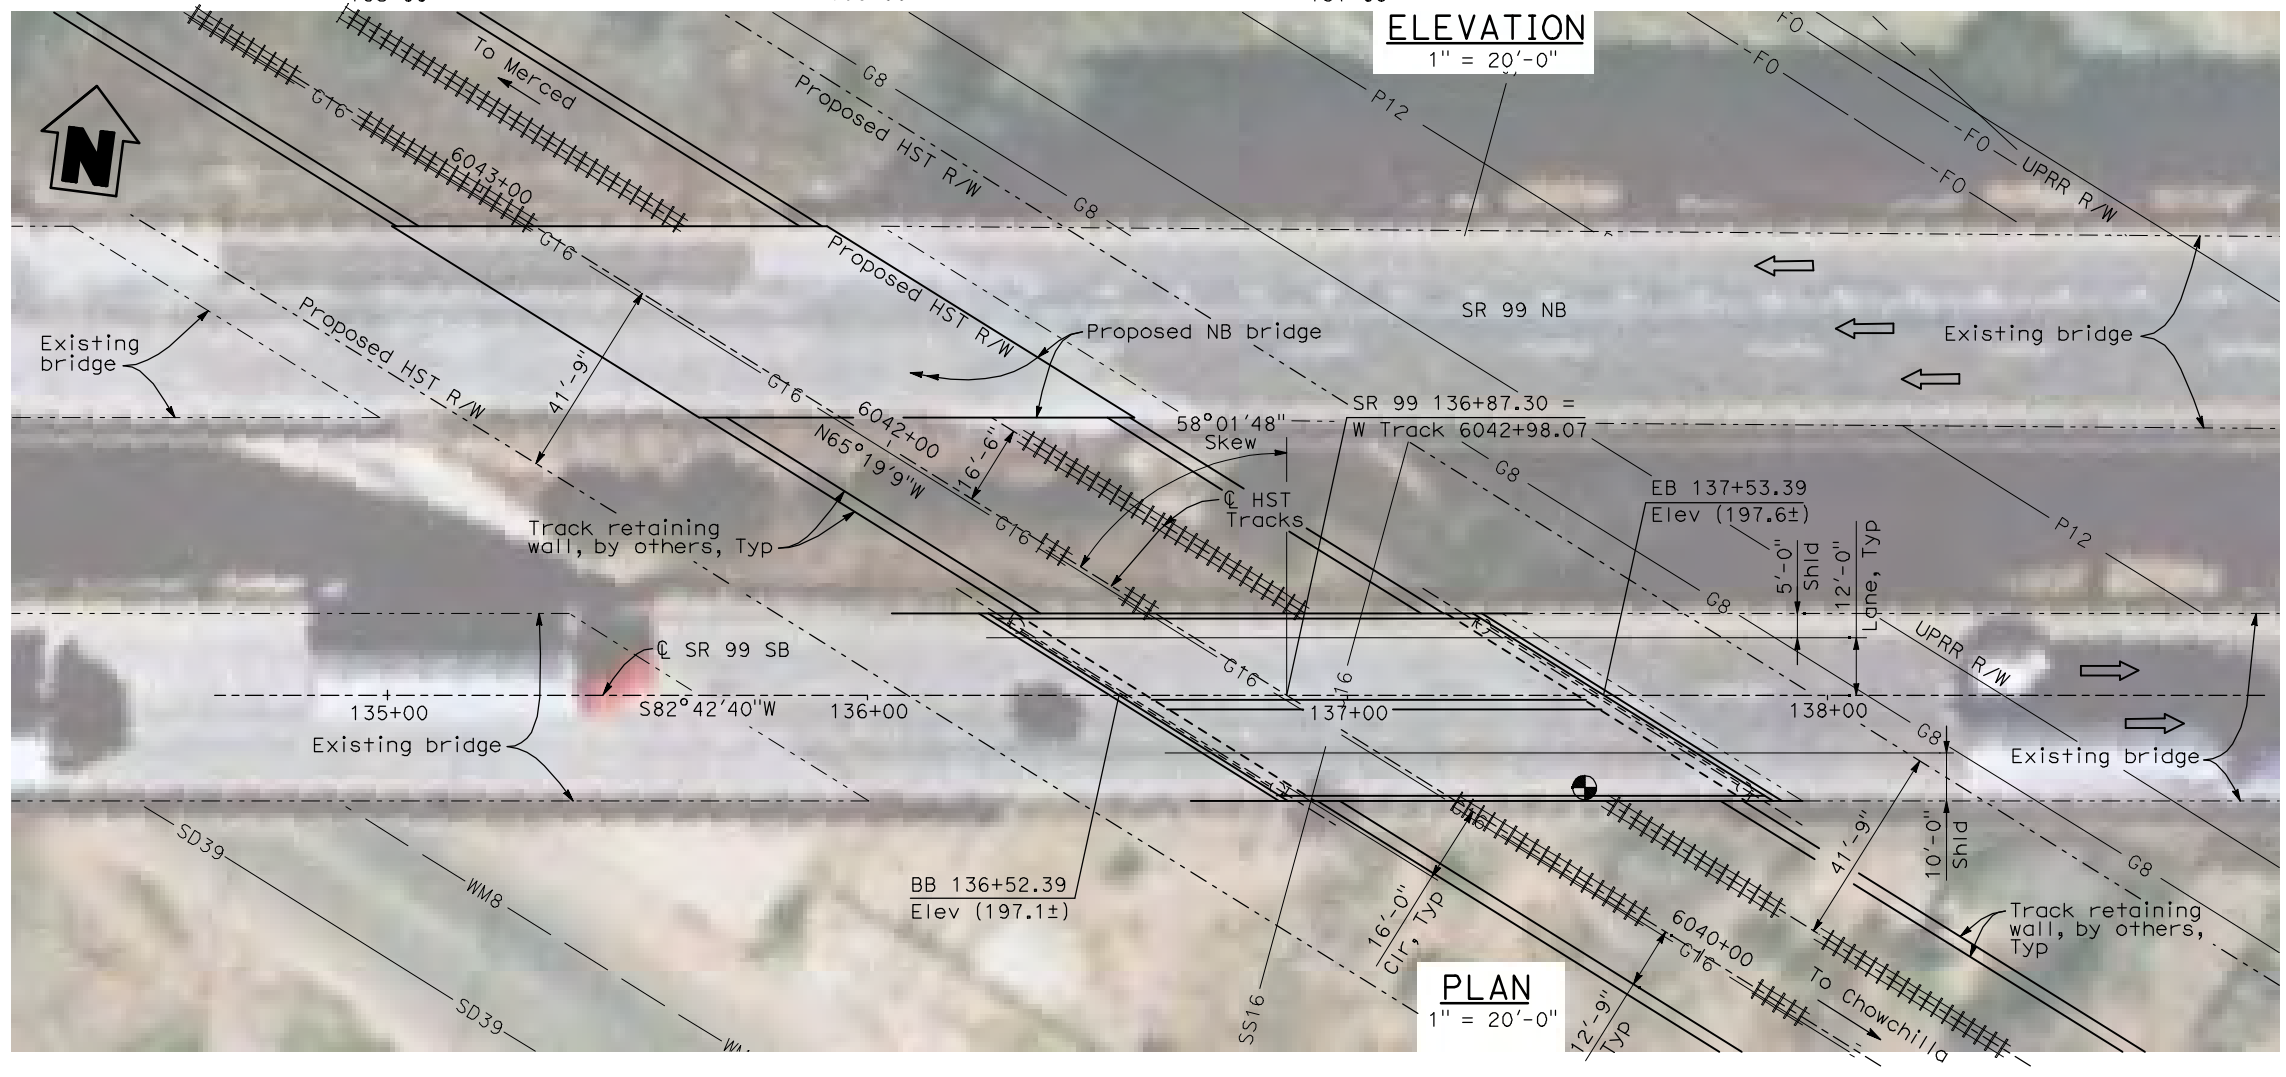 ELEVATION
1" = 20'-0"
N
To Merced
G16
6043+00
G16
Proposed HST R/W
G8
G8
P12
F0
F0
F0
F0
UPRR R/W
Proposed HST R/W
Proposed HST R/W
SR 99 NB
Existing
bridge
41'-9"
Proposed NB bridge
Existing bridge
G16
6042+00
N65°19'9"W
16'-6"
58°01'48"
Skew
SR 99 136+87.30 =
W Track 6042+98.07
G8
EB 137+53.39
Elev (197.6±)
℄ HST
Tracks
Track retaining
wall, by others, Typ
G16
5'-0"
Shld
12'-0"
Lane, Typ
P12
G8
UPRR R/W
℄ SR 99 SB
G16
16
135+00
S82°42'40"W
136+00
137+00
138+00
Existing bridge
G8
Existing bridge
SD39
WM8
BB 136+52.39
Elev (197.1±)
16'-0"
Clr, Typ
41'-9"
10'-0"
Shld
G8
6040+00
G16
Track retaining
wall, by others,
Typ
SD39
SS16
PLAN
1" = 20'-0"
12'-9"
Typ
To Chowchilla